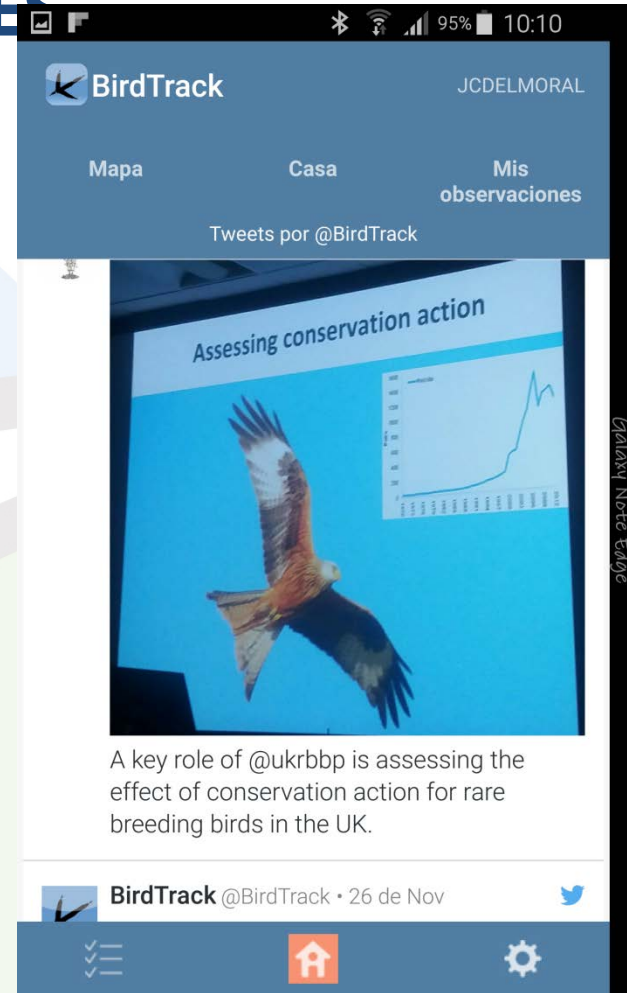 95% 10:10
BirdTrack JCDELMORAL
Mapa Casa Mis
observaciones
Tweets por @BirdTrack
Assessing conservation action
A key role of @ukrbbp is assessing the
effect of conservation action for rare
breeding birds in the UK.
BirdTrack @BirdTrack • 26 de Nov
Galaxy Note Edge